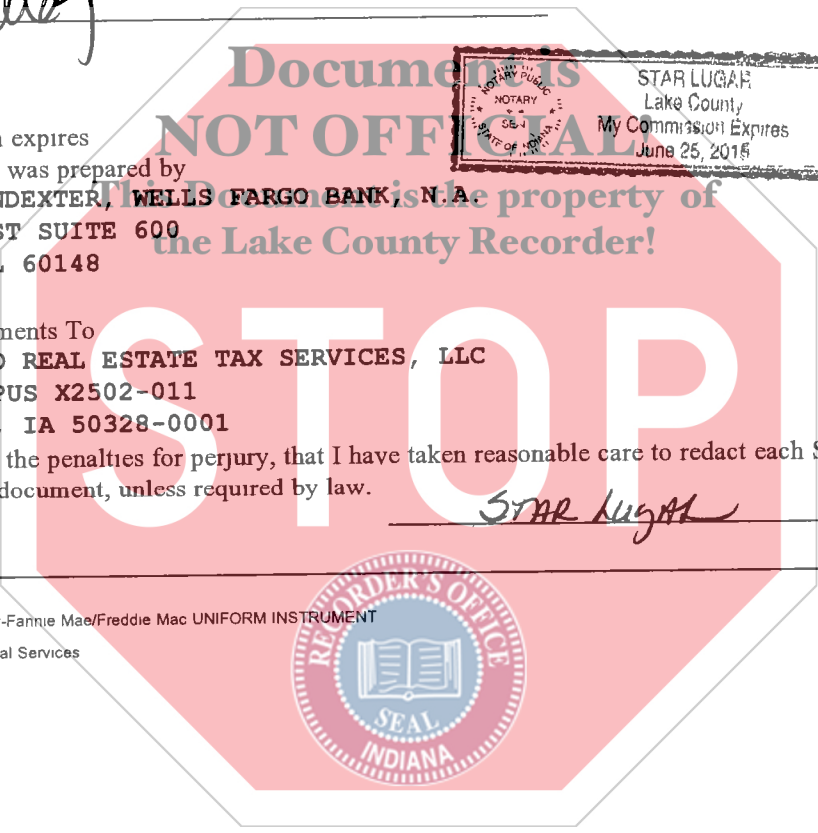 Document is
NOT OFFICIAL
This Document is the property of
the Lake County Recorder!
NOTARY PUBLIC
NOTARY
SEAL
STATE OF INDIANA
STAR LUGAR
Lake County
My Commission Expires
June 25, 2015
expires
was prepared by
NDEXTER, WELLS FARGO BANK, N.A.
ST SUITE 600
60148
ments To
REAL ESTATE TAX SERVICES, LLC
PUS X2502-011
, IA 50328-0001
the penalties for perjury, that I have taken reasonable care to redact each S
document, unless required by law.
STAR Lugar
STOP
-Fannie Mae/Freddie Mac UNIFORM INSTRUMENT
al Services
RECORDER'S OFFICE
SEAL
INDIANA